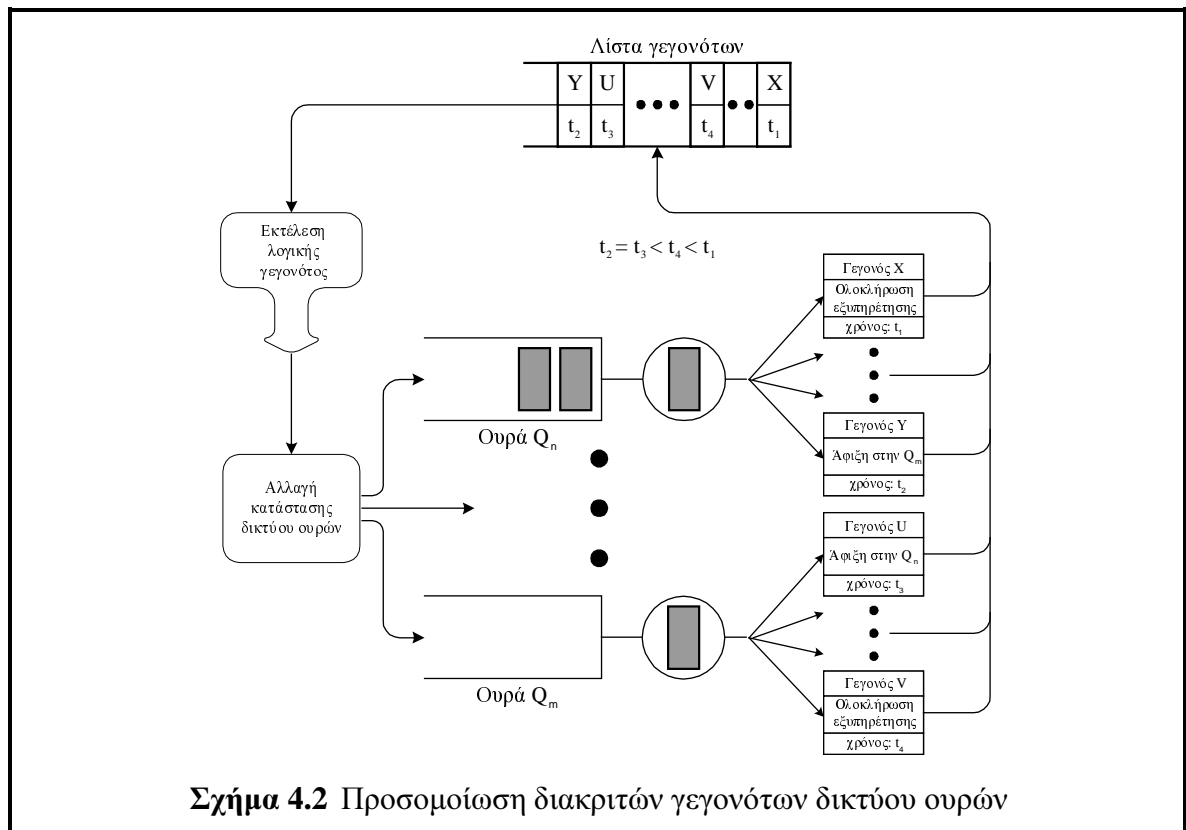 Λίστα γεγονότων
Y U ••• V •• X
t₂ t₃ t₄ t₁
Εκτέλεση
λογικής
γεγονότος
t₂ = t₃ < t₄ < t₁
Γεγονός X
Ολοκλήρωση
εξυπηρέτησης
χρόνος: t₁
Ουρά Qₙ
Γεγονός Y
Άφιξη στην Qₘ
χρόνος: t₂
Αλλαγή
κατάστασης
δικτύου ουρών
Γεγονός U
Άφιξη στην Qₙ
χρόνος: t₃
Ουρά Qₘ
Γεγονός V
Ολοκλήρωση
εξυπηρέτησης
χρόνος: t₄
Σχήμα 4.2 Προσομοίωση διακριτών γεγονότων δικτύου ουρών